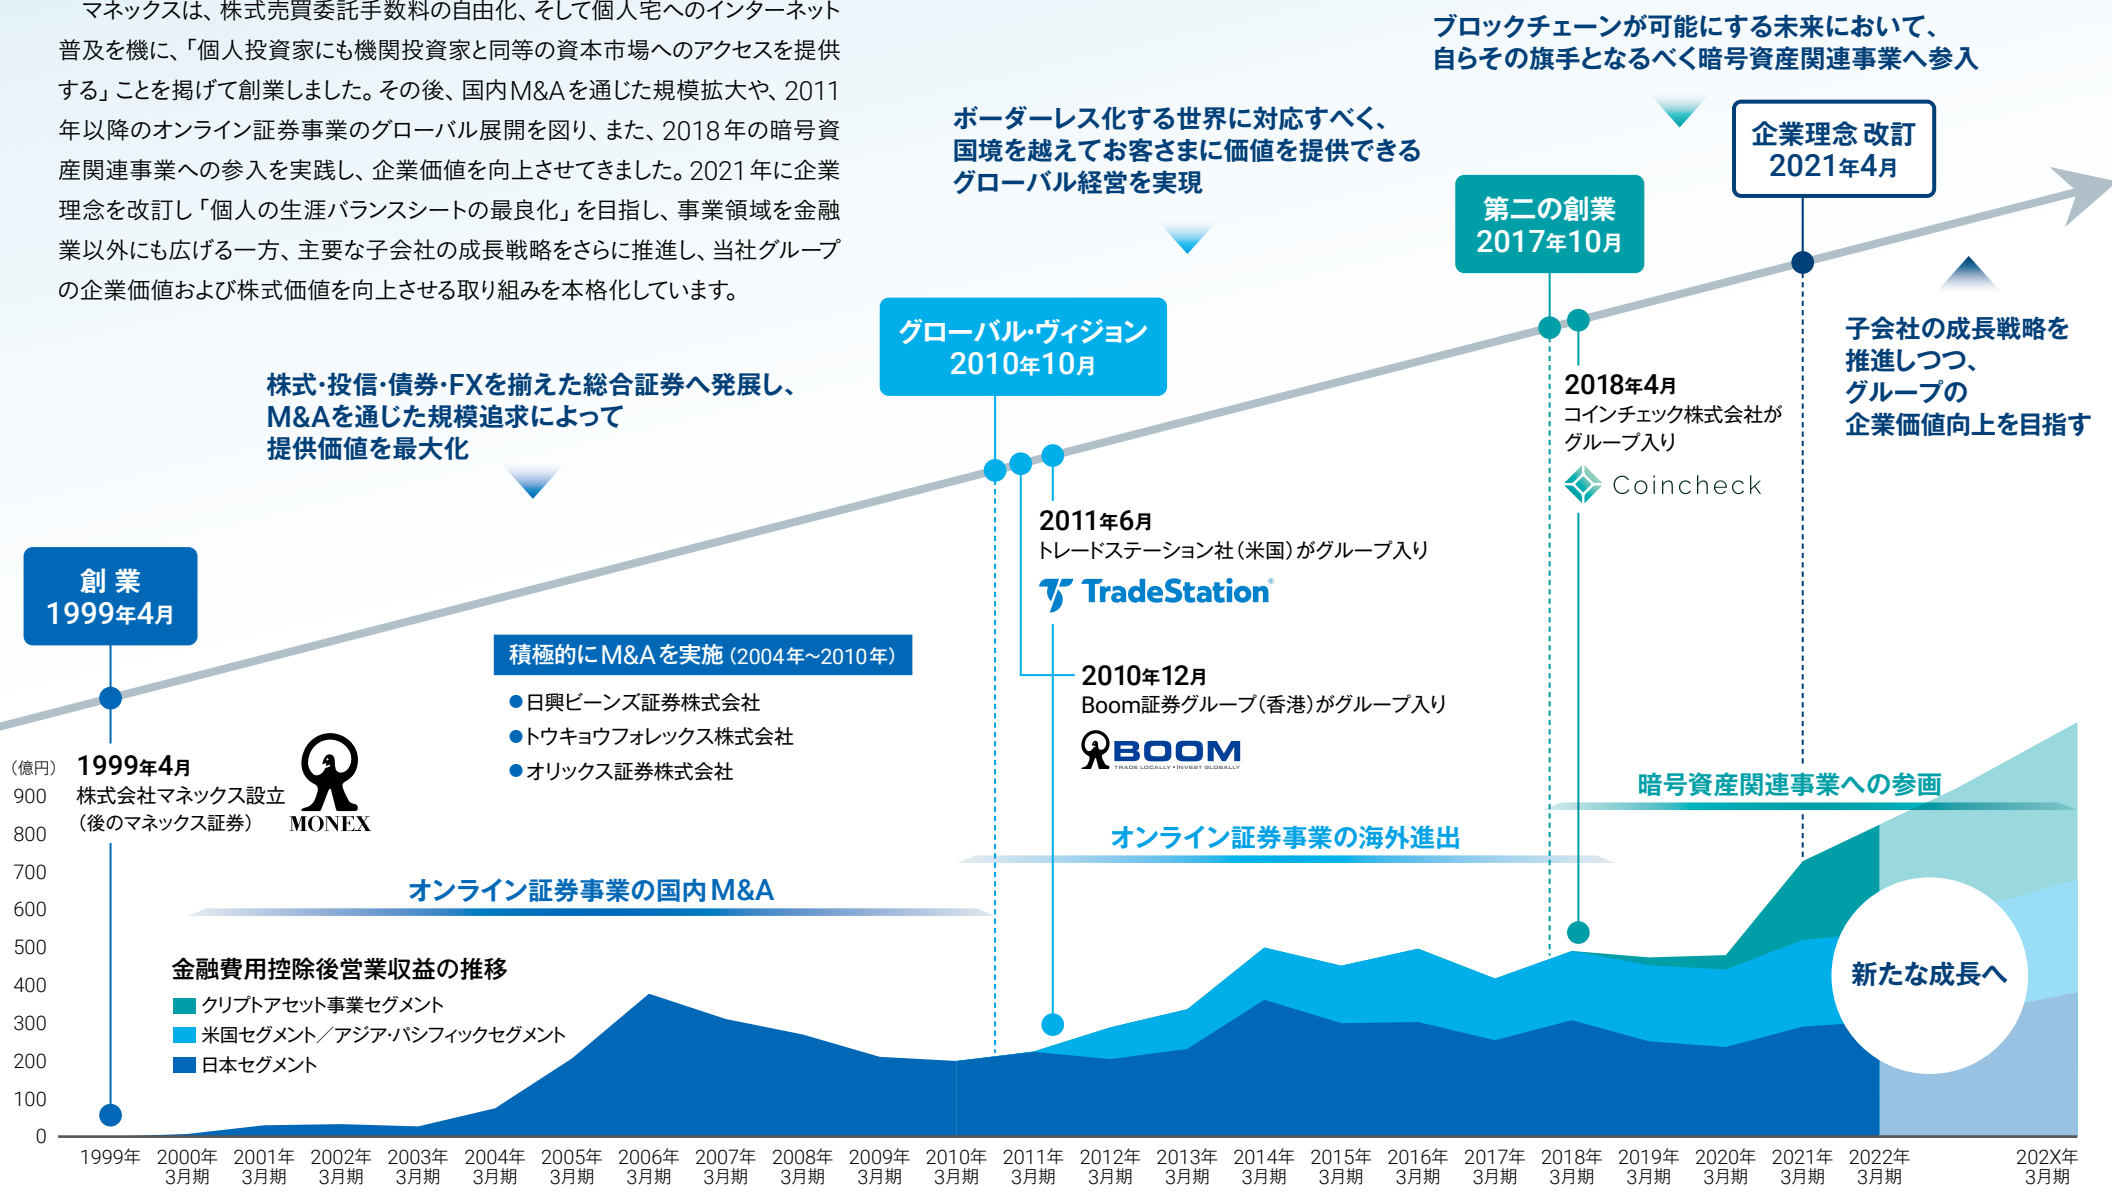 マネックスは、株式売買委託手数料の自由化、そして個人宅へのインターネット
普及を機に、「個人投資家にも機関投資家と同等の資本市場へのアクセスを提供
する」ことを掲げて創業しました。その後、国内M&Aを通じた規模拡大や、2011
年以降のオンライン証券事業のグローバル展開を図り、また、2018年の暗号資
産関連事業への参入を実践し、企業価値を向上させてきました。2021年に企業
理念を改訂し「個人の生涯バランスシートの最良化」を目指し、事業領域を金融
業以外にも広げる一方、主要な子会社の成長戦略をさらに推進し、当社グループ
の企業価値および株式価値を向上させる取り組みを本格化しています。
ブロックチェーンが可能にする未来において、
自らその旗手となるべく暗号資産関連事業へ参入
ボーダーレス化する世界に対応すべく、
国境を越えてお客さまに価値を提供できる
グローバル経営を実現
企業理念 改訂
2021年4月
第二の創業
2017年10月
グローバル・ヴィジョン
2010年10月
子会社の成長戦略を
推進しつつ、
グループの
企業価値向上を目指す
株式・投信・債券・FXを揃えた総合証券へ発展し、
M&Aを通じた規模追求によって
提供価値を最大化
2018年4月
コインチェック株式会社が
グループ入り
Coincheck
2011年6月
トレードステーション社（米国）がグループ入り
TradeStation®
創 業
1999年4月
積極的にM&Aを実施（2004年～2010年）
●日興ビーンズ証券株式会社
●トウキョウフォレックス株式会社
●オリックス証券株式会社
2010年12月
Boom証券グループ（香港）がグループ入り
BOOM
TRADE LOCALLY • INVEST GLOBALLY
1999年4月
株式会社マネックス設立
（後のマネックス証券）
MONEX
暗号資産関連事業への参画
オンライン証券事業の海外進出
オンライン証券事業の国内M&A
金融費用控除後営業収益の推移
クリプトアセット事業セグメント
米国セグメント／アジア・パシフィックセグメント
日本セグメント
新たな成長へ
（億円）
900
800
700
600
500
400
300
200
100
0
1999年
2000年
3月期
2001年
3月期
2002年
3月期
2003年
3月期
2004年
3月期
2005年
3月期
2006年
3月期
2007年
3月期
2008年
3月期
2009年
3月期
2010年
3月期
2011年
3月期
2012年
3月期
2013年
3月期
2014年
3月期
2015年
3月期
2016年
3月期
2017年
3月期
2018年
3月期
2019年
3月期
2020年
3月期
2021年
3月期
2022年
3月期
202X年
3月期